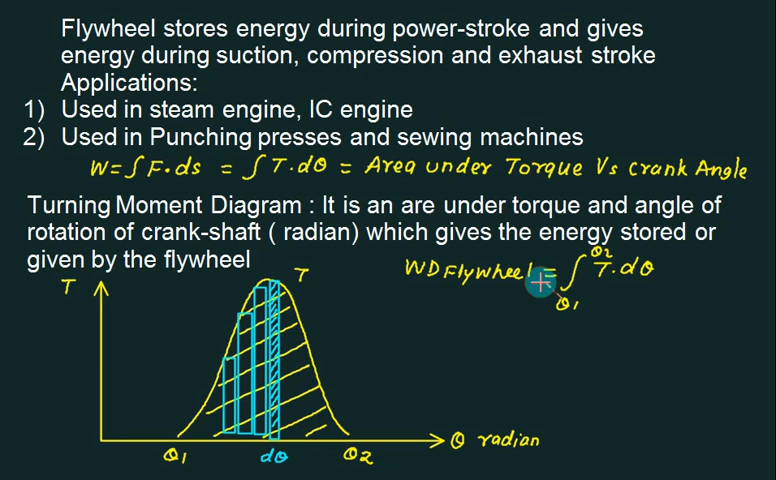 Flywheel stores energy during power-stroke and gives
energy during suction, compression and exhaust stroke
Applications:
1) Used in steam engine, IC engine
2) Used in Punching presses and sewing machines
W=∫F.ds = ∫T.dθ = Area under Torque Vs crank Angle
Turning Moment Diagram : It is an are under torque and angle of
rotation of crank-shaft ( radian) which gives the energy stored or
given by the flywheel
WD Flywheel = ∫ θ1 θ2 T.dθ
T
T
θ radian
θ1 dθ θ2